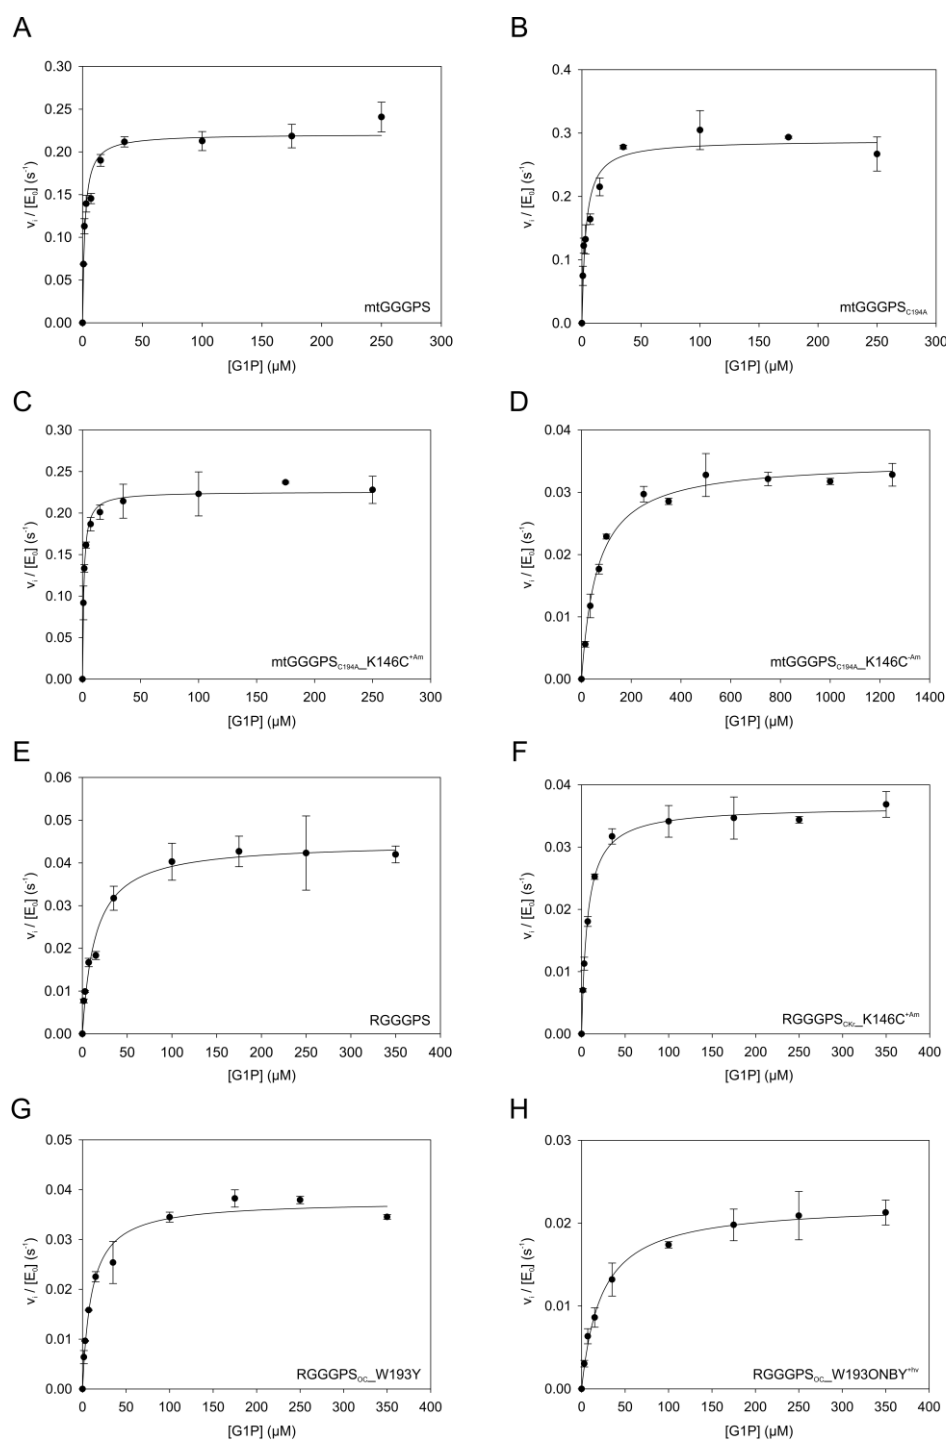 A
B
0.30
0.25
0.20
0.15
0.10
0.05
0.00
vᵢ / [E₀] (s⁻¹)
mtGGGPS
0 50 100 150 200 250 300
[G1P] (µM)
0.4
0.3
0.2
0.1
0.0
vᵢ / [E₀] (s⁻¹)
mtGGGPS_C194A
0 50 100 150 200 250 300
[G1P] (µM)
C
D
0.30
0.25
0.20
0.15
0.10
0.05
0.00
vᵢ / [E₀] (s⁻¹)
mtGGGPS_C194A_K146C⁺ᴬᵐ
0 50 100 150 200 250 300
[G1P] (µM)
0.04
0.03
0.02
0.01
0.00
vᵢ / [E₀] (s⁻¹)
mtGGGPS_C194A_K146C⁻ᴬᵐ
0 200 400 600 800 1000 1200 1400
[G1P] (µM)
E
F
0.06
0.05
0.04
0.03
0.02
0.01
0.00
vᵢ / [E₀] (s⁻¹)
RGGGPS
0 50 100 150 200 250 300 350 400
[G1P] (µM)
0.04
0.03
0.02
0.01
0.00
vᵢ / [E₀] (s⁻¹)
RGGGPS_CKr_K146C⁺ᴬᵐ
0 50 100 150 200 250 300 350 400
[G1P] (µM)
G
H
0.05
0.04
0.03
0.02
0.01
0.00
vᵢ / [E₀] (s⁻¹)
RGGGPS_OC_W193Y
0 50 100 150 200 250 300 350 400
[G1P] (µM)
0.03
0.02
0.01
0.00
vᵢ / [E₀] (s⁻¹)
RGGGPS_OC_W193ONBY⁺ʰᵛ
0 50 100 150 200 250 300 350 400
[G1P] (µM)